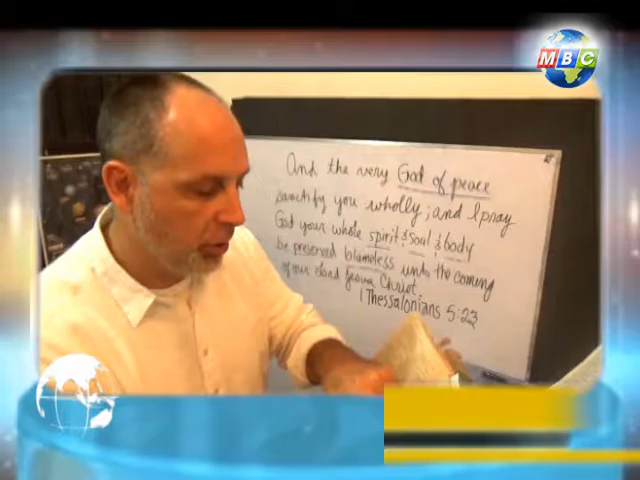 MBC
And the very God of peace
sanctify you wholly; and I pray
God your whole spirit & soul & body
be preserved blameless unto the coming
of our Lord Jesus Christ.
1 Thessalonians 5:23